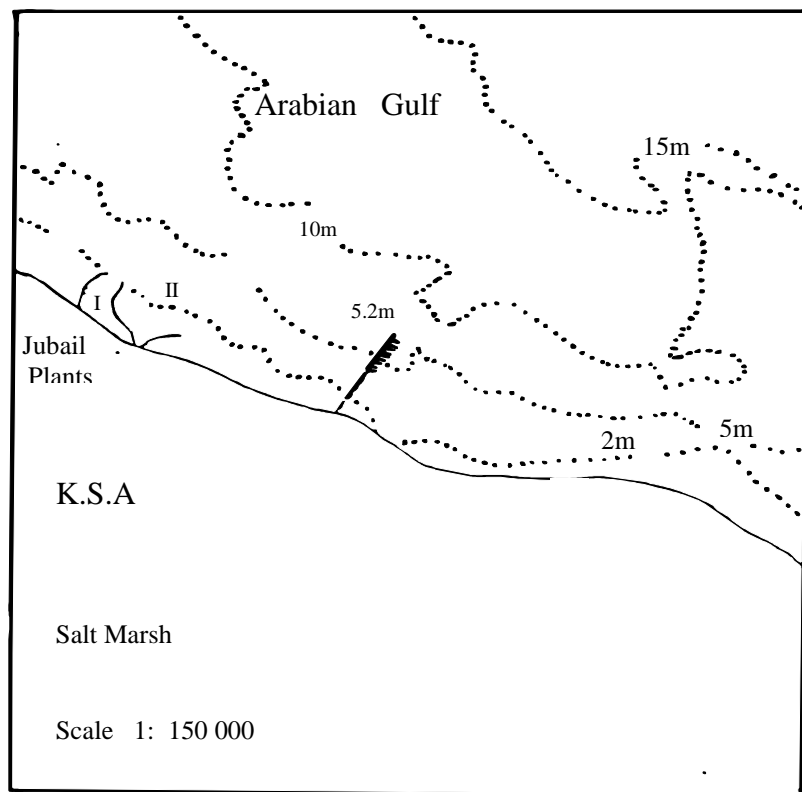 Arabian Gulf
15m
10m
I
II
5.2m
Jubail
Plants
2m
5m
K.S.A
Salt Marsh
Scale 1: 150 000